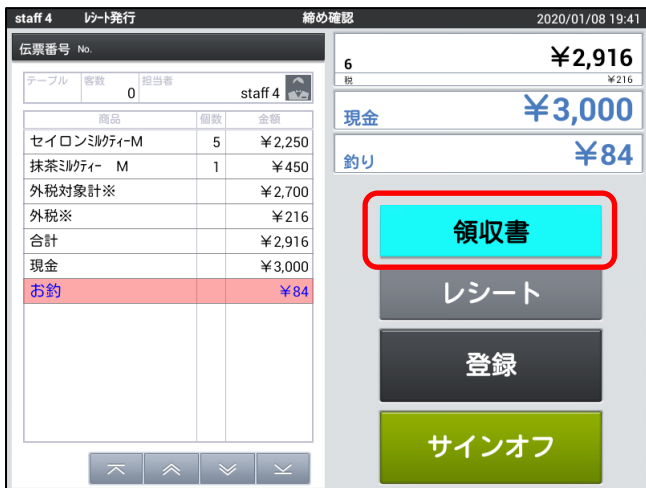 staff 4 ﾚｼｰﾄ発行 締め確認 2020/01/08 19:41
伝票番号 No.
テーブル 客数 0 担当者 staff 4
商品 個数 金額
セイロンﾐﾙｸﾃｨｰM 5 ¥2,250
抹茶ﾐﾙｸﾃｨｰ M 1 ¥450
外税対象計※ ¥2,700
外税※ ¥216
合計 ¥2,916
現金 ¥3,000
お釣 ¥84
6 ¥2,916
税 ¥216
現金 ¥3,000
釣り ¥84
領収書
レシート
登録
サインオフ